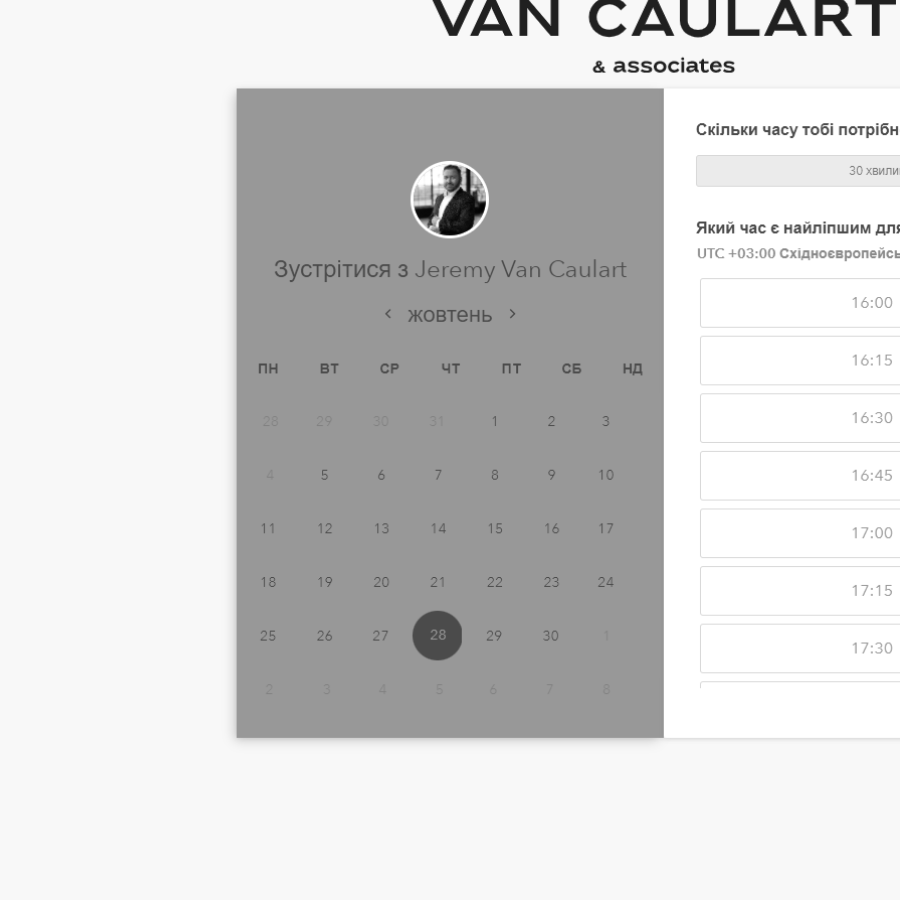 VAN CAULART
& associates
Зустрітися з Jeremy Van Caulart
жовтень
ПН ВТ СР ЧТ ПТ СБ НД
28 29 30 31 1 2 3
4 5 6 7 8 9 10
11 12 13 14 15 16 17
18 19 20 21 22 23 24
25 26 27 28 29 30 1
2 3 4 5 6 7 8
Скільки часу тобі потрібн
30 хвили
Який час є найліпшим для
UTC +03:00 Східноєвропейсь
16:00
16:15
16:30
16:45
17:00
17:15
17:30